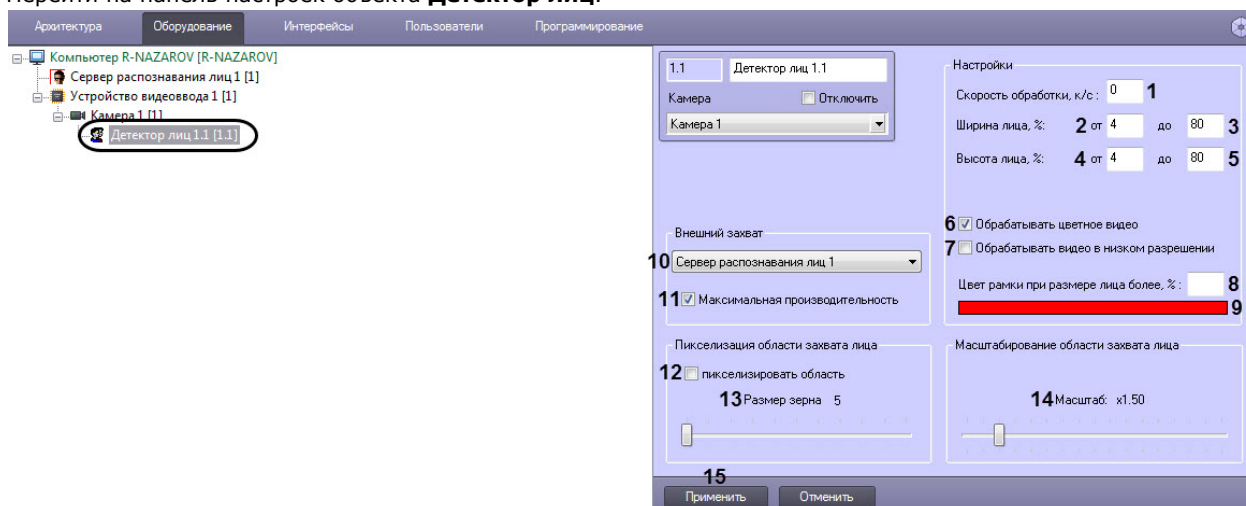 Перейти на панель настроек объекта Детектор лиц.
Архитектура Оборудование Интерфейсы Пользователи Программирование
Компьютер R-NAZAROV [R-NAZAROV]
Сервер распознавания лиц 1 [1]
Устройство видеоввода 1 [1]
Камера 1 [1]
Детектор лиц 1.1 [1.1]
1.1 Детектор лиц 1.1
Камера Отключить
Камера 1
Настройки
Скорость обработки, к/с : 0 1
Ширина лица, %: 2 от 4 до 80 3
Высота лица, %: 4 от 4 до 80 5
6 Обрабатывать цветное видео
7 Обрабатывать видео в низком разрешении
Цвет рамки при размере лица более, % : 8
9
Внешний захват
10 Сервер распознавания лиц 1
11 Максимальная производительность
Пикселизация области захвата лица
12 пикселизировать область
13 Размер зерна 5
Масштабирование области захвата лица
14 Масштаб: x1.50
15
Применить Отменить